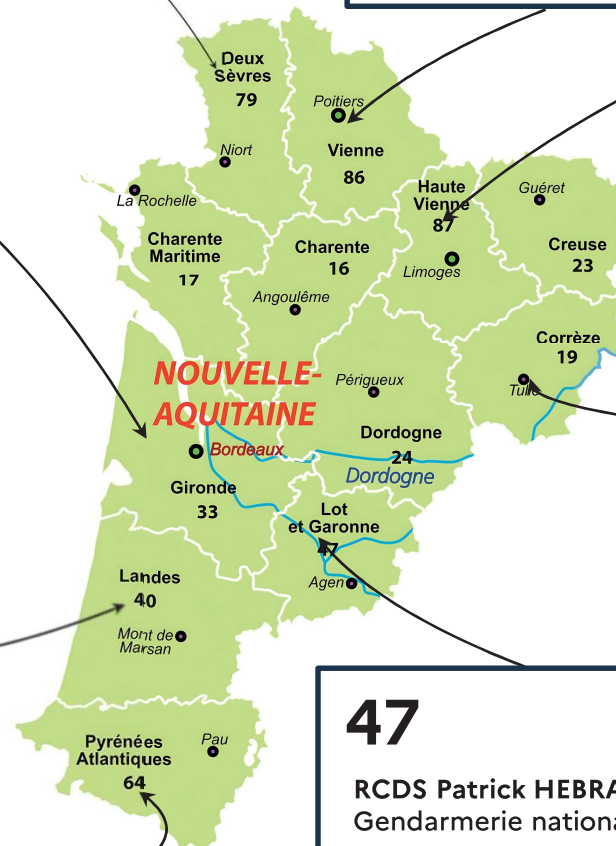 Deux
Sèvres
79
Poitiers
Vienne
86
Niort
La Rochelle
Haute
Vienne
87
Guéret
Creuse
23
Charente
Maritime
17
Charente
16
Limoges
Angoulême
Corrèze
19
NOUVELLE-
AQUITAINE
Périgueux
Tulle
Dordogne
24
Bordeaux
Dordogne
Gironde
33
Lot
et Garonne
47
Landes
40
Agen
Mont de
Marsan
Pyrénées
Atlantiques
64
Pau
47
RCDS Patrick HEBRA
Gendarmerie nationa